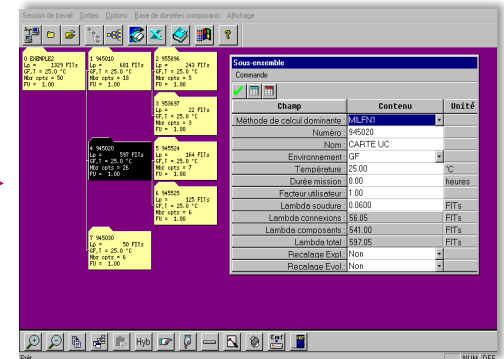 Session de travail Sorties Options Base de données composants Affichage
0 EXEMPLE2
Lp = 1329 FITs
GF,T = 25.0 °C
Nbr cpts = 50
FU = 1.00
1 945010
Lp = 681 FITs
GF,T = 25.0 °C
Nbr cpts = 18
FU = 1.00
2 955896
Lp = 243 FITs
GF,T = 25.0 °C
Nbr cpts = 5
FU = 1.00
3 953697
Lp = 22 FITs
GF,T = 25.0 °C
Nbr cpts = 3
FU = 1.00
4 945020
Lp = 597 FITs
GF,T = 25.0 °C
Nbr cpts = 26
FU = 1.00
5 945524
Lp = 164 FITs
GF,T = 25.0 °C
Nbr cpts = 6
FU = 1.00
6 945525
Lp = 125 FITs
GF,T = 25.0 °C
Nbr cpts = 6
FU = 1.00
7 945030
Lp = 50 FITs
GF,T = 25.0 °C
Nbr cpts = 6
FU = 1.00
Sous-ensemble
Commande
Champ Contenu Unité
Méthode de calcul dominante MILFN1
Numéro : 945020
Nom : CARTE UC
Environnement : GF
Température : 25.00 °C
Durée mission : 0.00 heures
Facteur utilisateur : 1.00
Lambda soudure : 0.0600 FITs
Lambda connexions : 56.05 FITs
Lambda composants : 541.00 FITs
Lambda total : 597.05 FITs
Recalage Expl. : Non
Recalage Evol. : Non
Hyb
Prêt NUM DEF